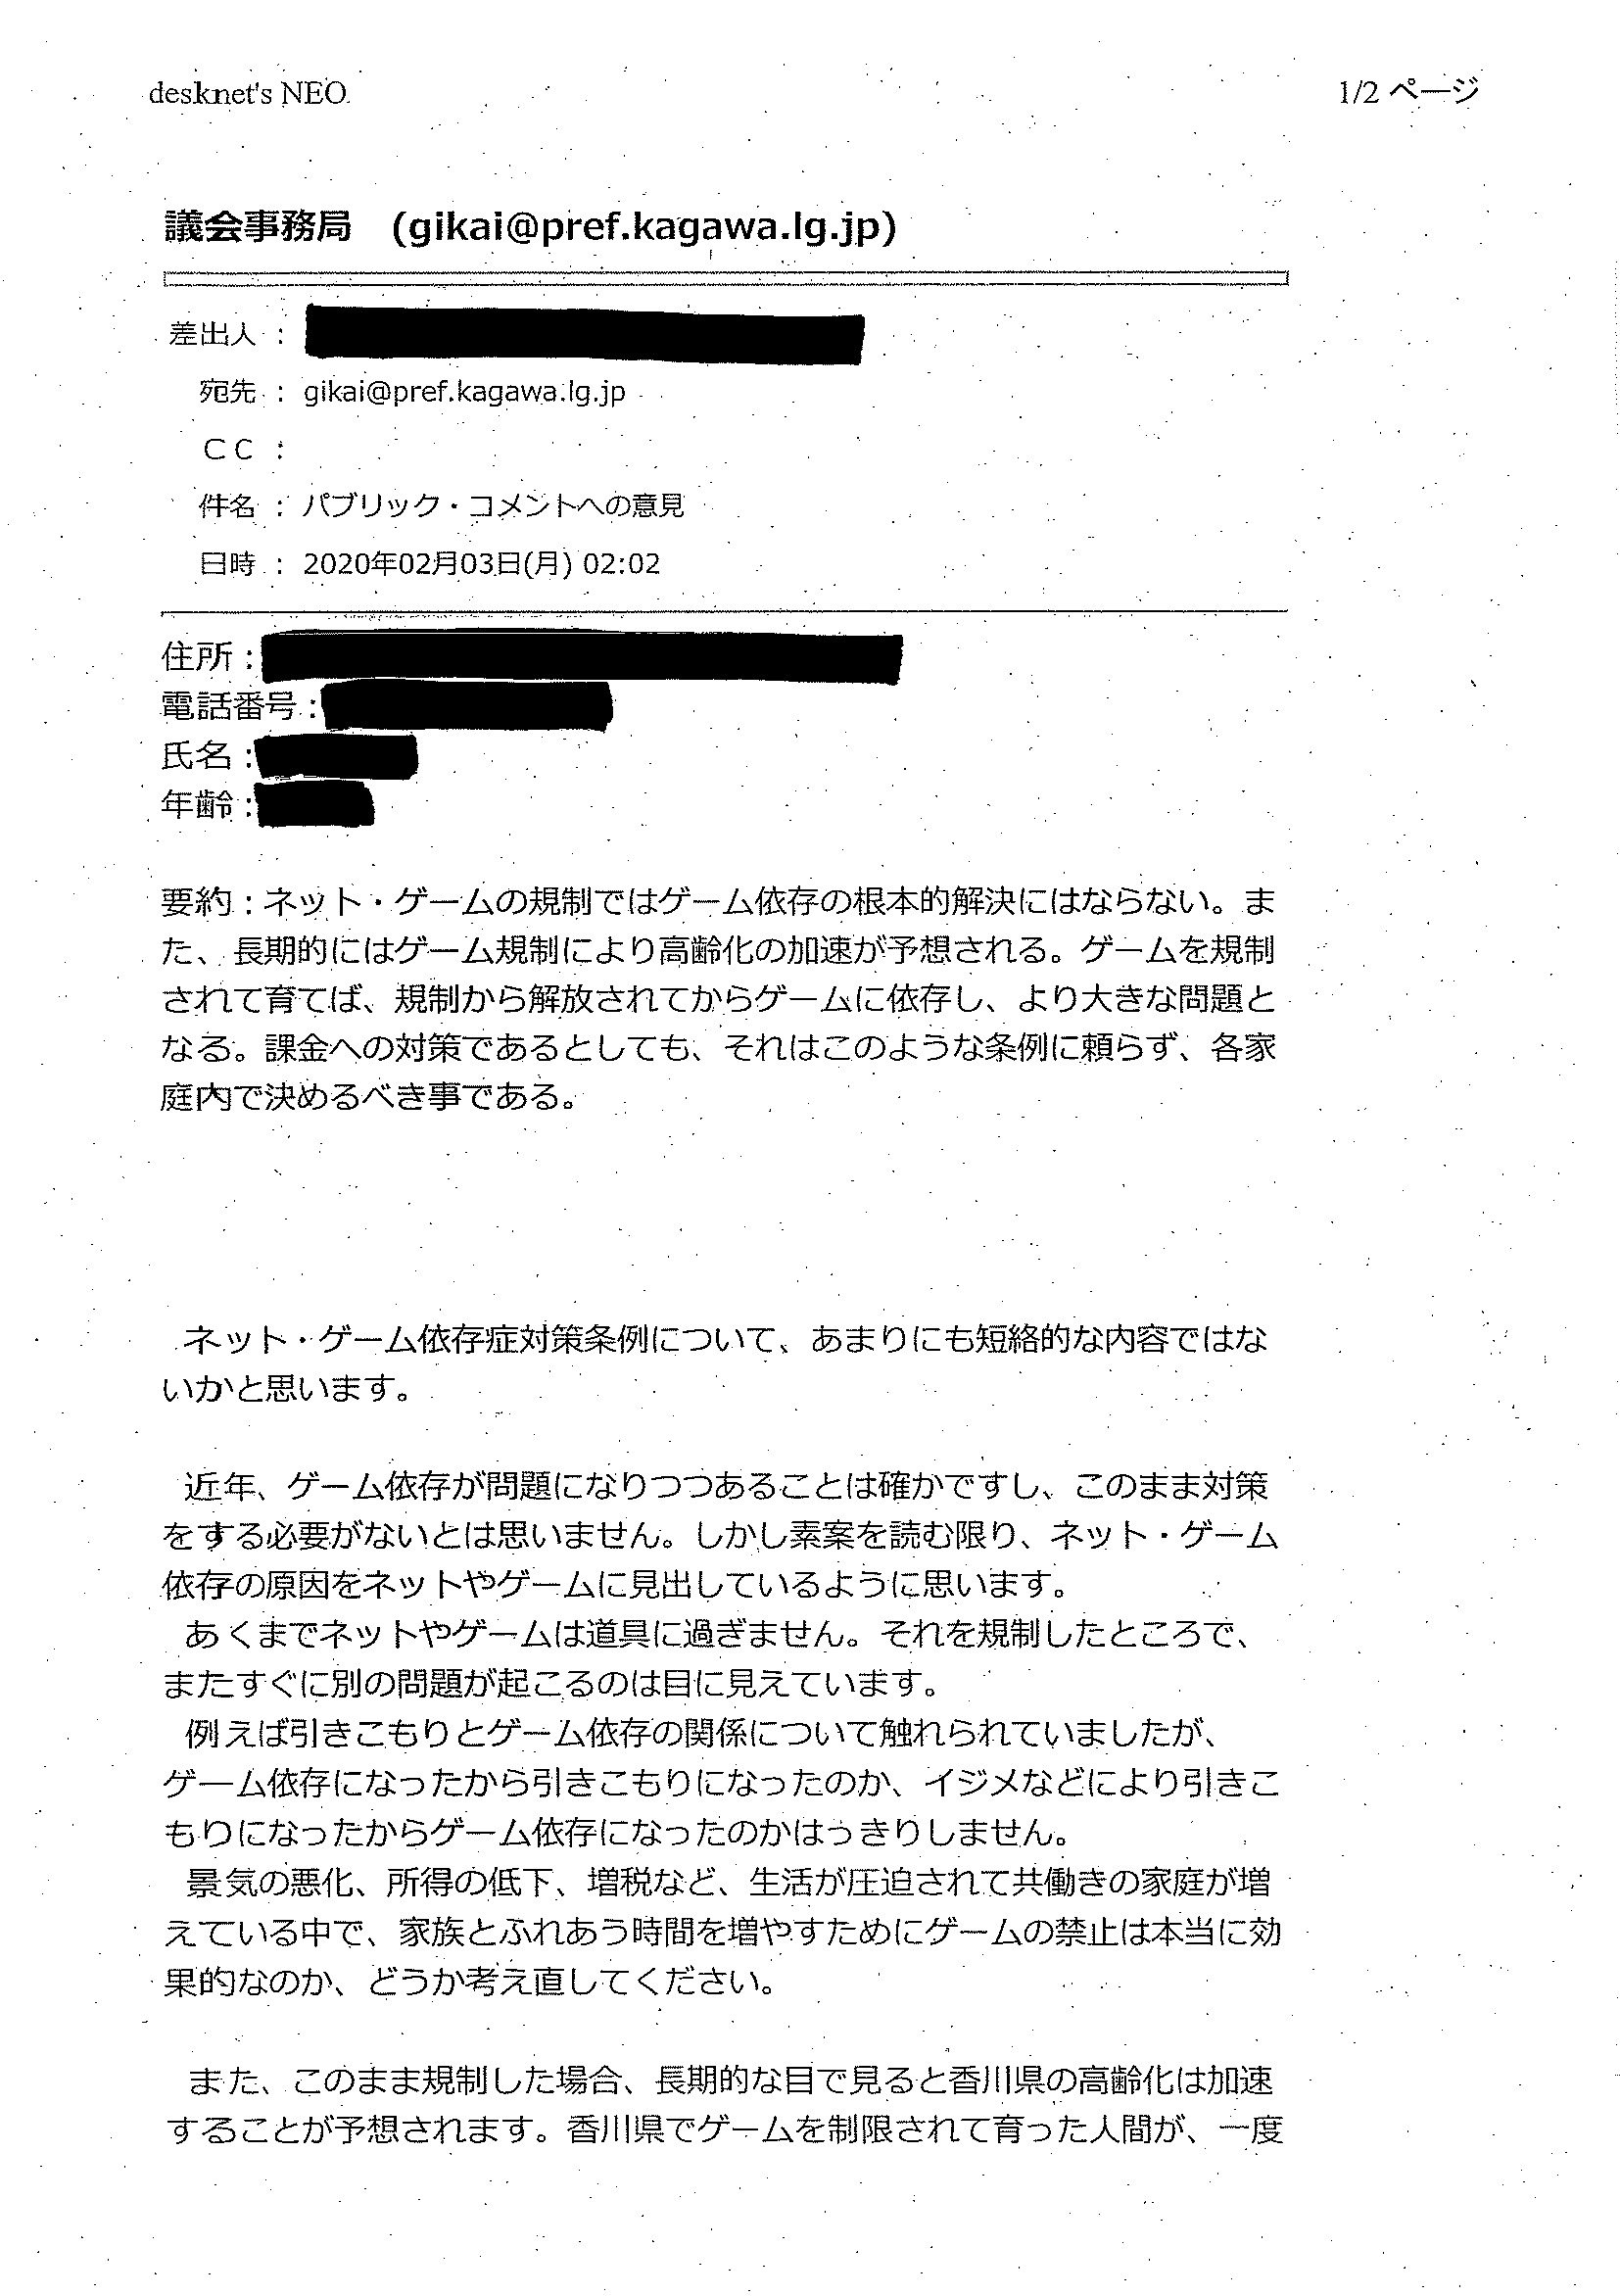 desknet's NEO
1/2 ページ
議会事務局 (gikai@pref.kagawa.lg.jp)
差出人 :
宛先 : gikai@pref.kagawa.lg.jp
ＣＣ :
件名 : パブリック・コメントへの意見
日時 : 2020年02月03日(月) 02:02
住所 :
電話番号 :
氏名 :
年齢 :
要約 : ネット・ゲームの規制ではゲーム依存の根本的解決にはならない。ま
た、長期的にはゲーム規制により高齢化の加速が予想される。ゲームを規制
されて育てば、規制から解放されてからゲームに依存し、より大きな問題と
なる。課金への対策であるとしても、それはこのような条例に頼らず、各家
庭内で決めるべき事である。
ネット・ゲーム依存症対策条例について、あまりにも短絡的な内容ではな
いかと思います。
近年、ゲーム依存が問題になりつつあることは確かですし、このまま対策
をする必要がないとは思いません。しかし素案を読む限り、ネット・ゲーム
依存の原因をネットやゲームに見出しているように思います。
あくまでネットやゲームは道具に過ぎません。それを規制したところで、
またすぐに別の問題が起こるのは目に見えています。
例えば引きこもりとゲーム依存の関係について触れられていましたが、
ゲーム依存になったから引きこもりになったのか、イジメなどにより引きこ
もりになったからゲーム依存になったのかはっきりしません。
景気の悪化、所得の低下、増税など、生活が圧迫されて共働きの家庭が増
えている中で、家族とふれあう時間を増やすためにゲームの禁止は本当に効
果的なのか、どうか考え直してください。
また、このまま規制した場合、長期的な目で見ると香川県の高齢化は加速
することが予想されます。香川県でゲームを制限されて育った人間が、一度